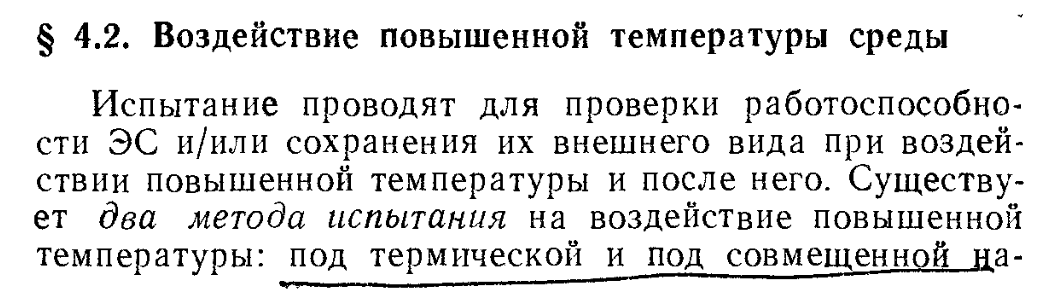 § 4.2. Воздействие повышенной температуры среды
Испытание проводят для проверки работоспособно-
сти ЭС и/или сохранения их внешнего вида при воздей-
ствии повышенной температуры и после него. Существу-
ет два метода испытания на воздействие повышенной
температуры: под термической и под совмещенной на-